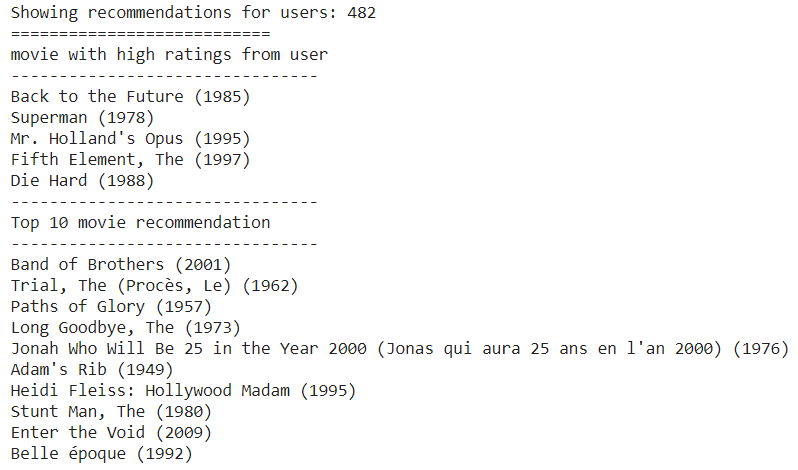 Showing recommendations for users: 482
===========================
movie with high ratings from user
--------------------------------
Back to the Future (1985)
Superman (1978)
Mr. Holland's Opus (1995)
Fifth Element, The (1997)
Die Hard (1988)
--------------------------------
Top 10 movie recommendation
--------------------------------
Band of Brothers (2001)
Trial, The (Procès, Le) (1962)
Paths of Glory (1957)
Long Goodbye, The (1973)
Jonah Who Will Be 25 in the Year 2000 (Jonas qui aura 25 ans en l'an 2000) (1976)
Adam's Rib (1949)
Heidi Fleiss: Hollywood Madam (1995)
Stunt Man, The (1980)
Enter the Void (2009)
Belle époque (1992)